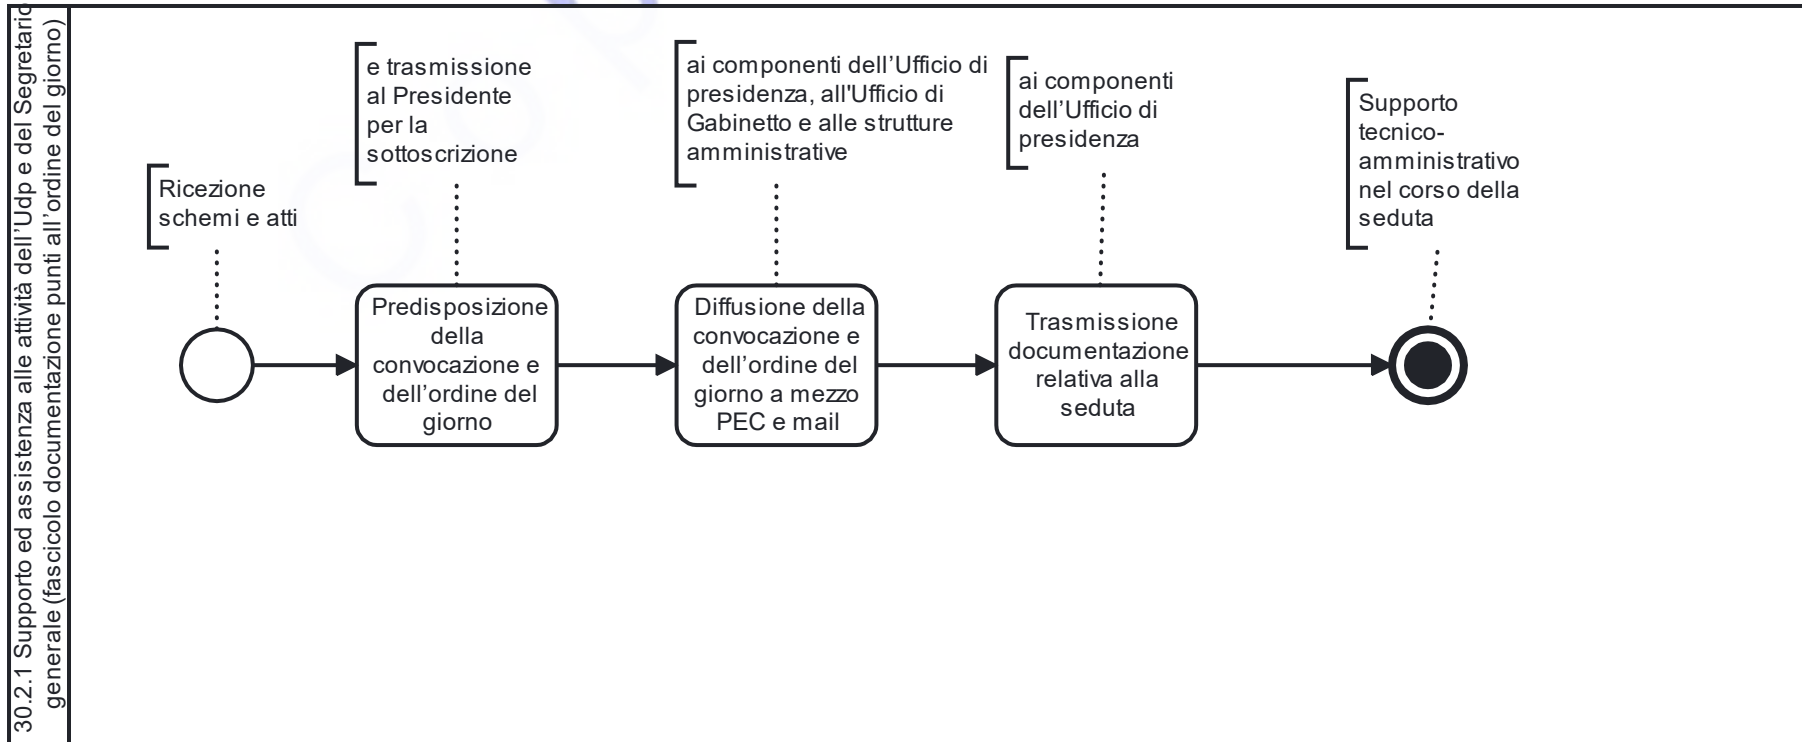 30.2.1 Supporto ed assistenza alle attività dell'Udp e del Segretario
generale (fascicolo documentazione punti all'ordine del giorno)
Ricezione
schemi e atti
e trasmissione
al Presidente
per la
sottoscrizione
ai componenti dell’Ufficio di
presidenza, all'Ufficio di
Gabinetto e alle strutture
amministrative
ai componenti
dell’Ufficio di
presidenza
Supporto
tecnico-
amministrativo
nel corso della
seduta
Predisposizione
della
convocazione e
dell’ordine del
giorno
Diffusione della
convocazione e
dell’ordine del
giorno a mezzo
PEC e mail
Trasmissione
documentazione
relativa alla
seduta